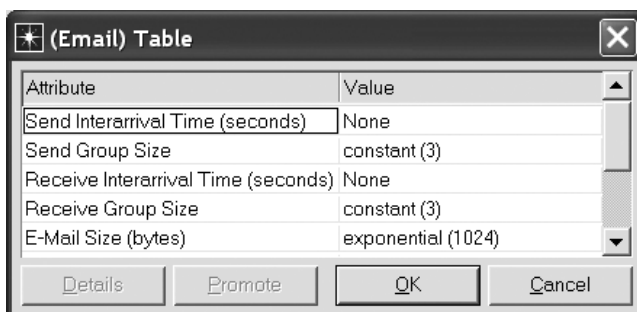 (Email) Table
Attribute Value
Send Interarrival Time (seconds) None
Send Group Size constant (3)
Receive Interarrival Time (seconds) None
Receive Group Size constant (3)
E-Mail Size (bytes) exponential (1024)
Details Promote OK Cancel